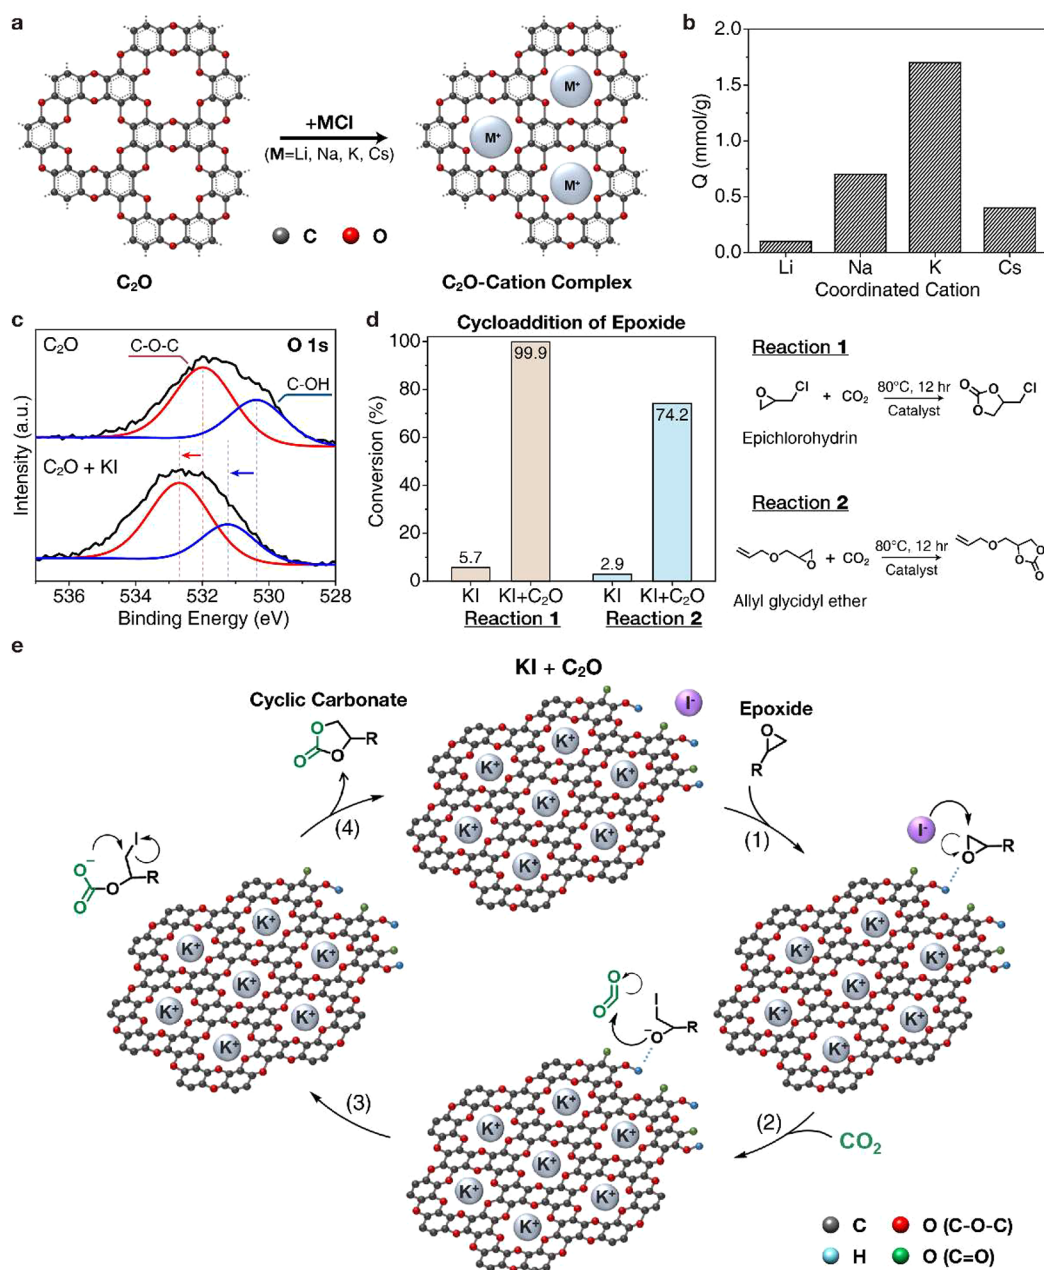 a
+MCl
(M=Li, Na, K, Cs)
M⁺
M⁺
M⁺
C
O
C₂O
C₂O-Cation Complex
b
Q (mmol/g)
2.0
1.5
1.0
0.5
0.0
Li
Na
K
Cs
Coordinated Cation
c
C₂O
C-O-C
O 1s
C-OH
C₂O + KI
Intensity (a.u.)
536
534
532
530
528
Binding Energy (eV)
d
Cycloaddition of Epoxide
Conversion (%)
100
80
60
40
20
0
5.7
99.9
2.9
74.2
KI
KI+C₂O
KI
KI+C₂O
Reaction 1
Reaction 2
Reaction 1
O
Cl
+ CO₂
80°C, 12 hr
Catalyst
O
O
O
Cl
Epichlorohydrin
Reaction 2
O
O
+ CO₂
80°C, 12 hr
Catalyst
O
O
O
O
Allyl glycidyl ether
e
KI + C₂O
Cyclic Carbonate
O
O
O
R
I⁻
Epoxide
O
R
K⁺
K⁺
K⁺
K⁺
K⁺
K⁺
K⁺
(4)
(1)
I⁻
O
R
O⁻
O
O
I
R
K⁺
K⁺
K⁺
K⁺
K⁺
K⁺
K⁺
K⁺
K⁺
K⁺
K⁺
K⁺
K⁺
K⁺
O
O
I
⁻O
R
K⁺
K⁺
K⁺
K⁺
K⁺
K⁺
K⁺
(3)
(2)
CO₂
C
O (C-O-C)
H
O (C=O)